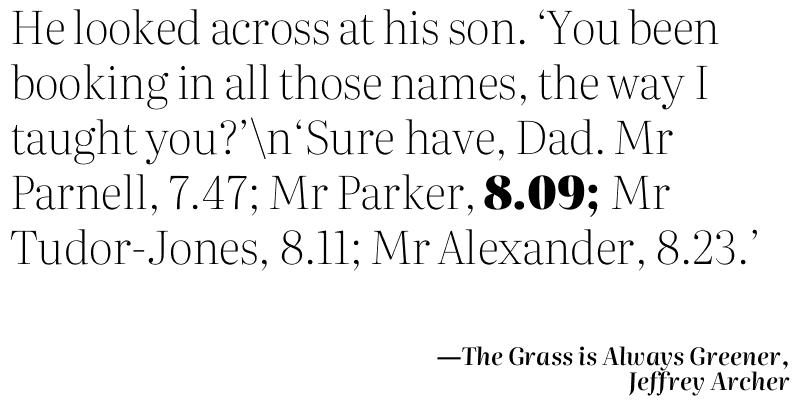 He looked across at his son. ‘You been
booking in all those names, the way I
taught you?’\n‘Sure have, Dad. Mr
Parnell, 7.47; Mr Parker, 8.09; Mr
Tudor-Jones, 8.11; Mr Alexander, 8.23.’
—The Grass is Always Greener,
Jeffrey Archer